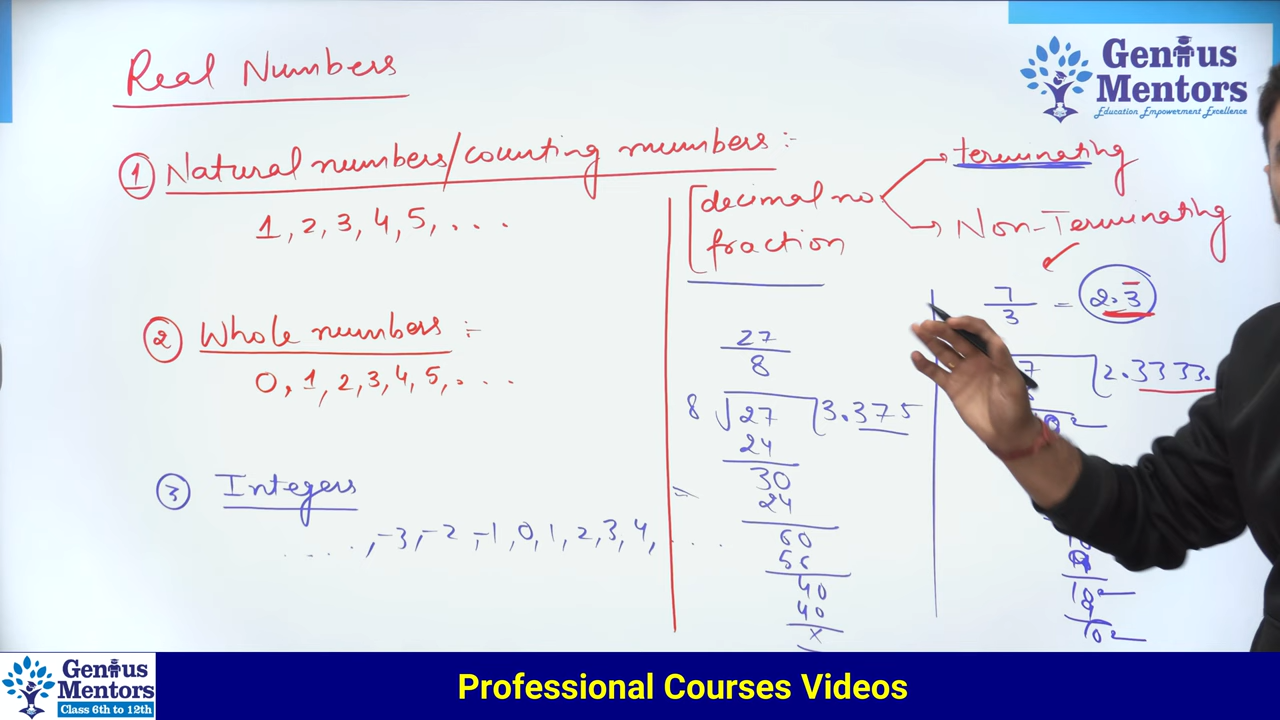 Real Numbers
① Natural numbers/counting numbers :-
1, 2, 3, 4, 5, . . .
② Whole numbers :-
0, 1, 2, 3, 4, 5, . . .
③ Integers
. . . . . , -3, -2, -1, 0, 1, 2, 3, 4, . . . .
decimal no
fraction
terminating
Non-Terminating
27
8
8 √27 3.375
24
30
24
=
60
56
40
40
x
7
3
= 2.3̅
7 2.3333.
10
Genius
Mentors
Education Empowerment Excellence
Genius
Mentors
Class 6th to 12th
Professional Courses Videos